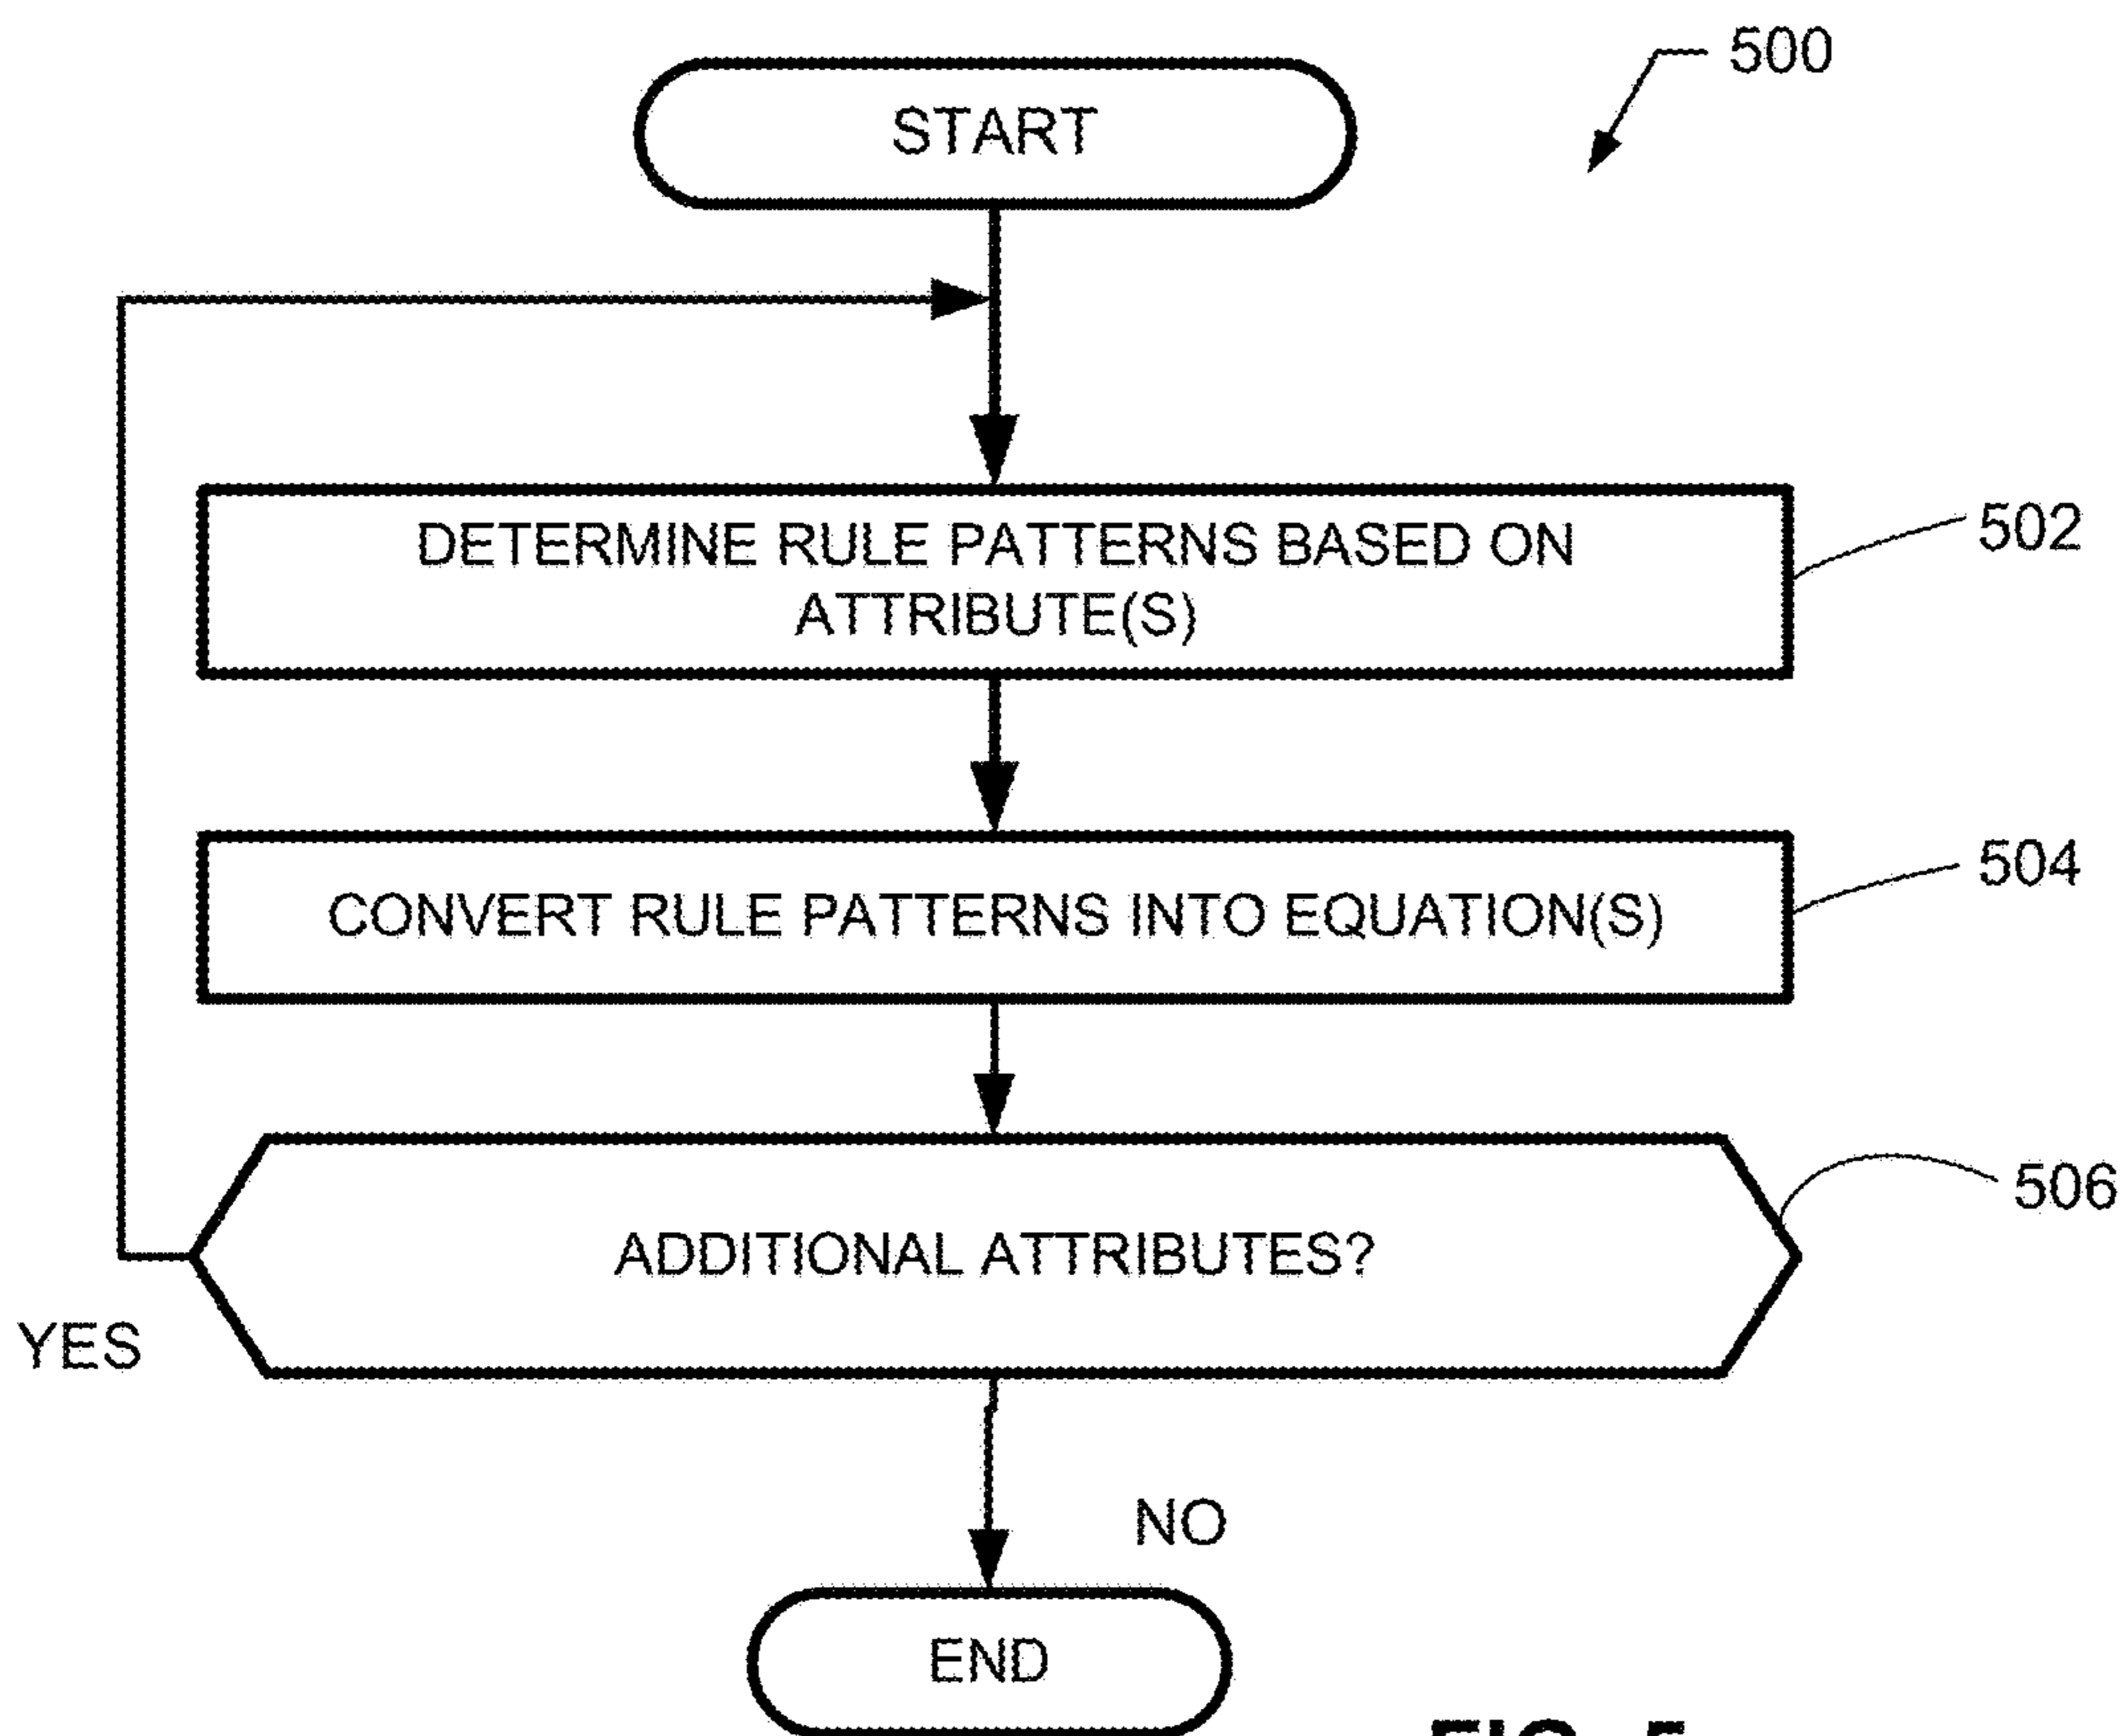 500
START
DETERMINE RULE PATTERNS BASED ON
ATTRIBUTE(S)
502
CONVERT RULE PATTERNS INTO EQUATION(S)
504
ADDITIONAL ATTRIBUTES?
506
YES
NO
END